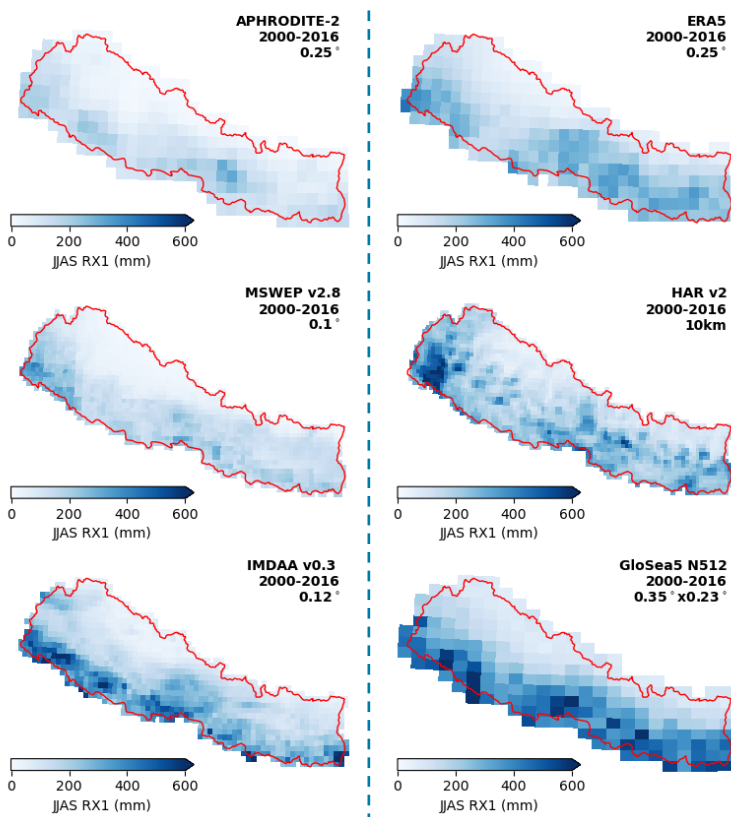 APHRODITE-2
2000-2016
0.25°
0 200 400 600
JJAS RX1 (mm)
ERA5
2000-2016
0.25°
0 200 400 600
JJAS RX1 (mm)
MSWEP v2.8
2000-2016
0.1°
0 200 400 600
JJAS RX1 (mm)
HAR v2
2000-2016
10km
0 200 400 600
JJAS RX1 (mm)
IMDAA v0.3
2000-2016
0.12°
0 200 400 600
JJAS RX1 (mm)
GloSea5 N512
2000-2016
0.35°x0.23°
0 200 400 600
JJAS RX1 (mm)